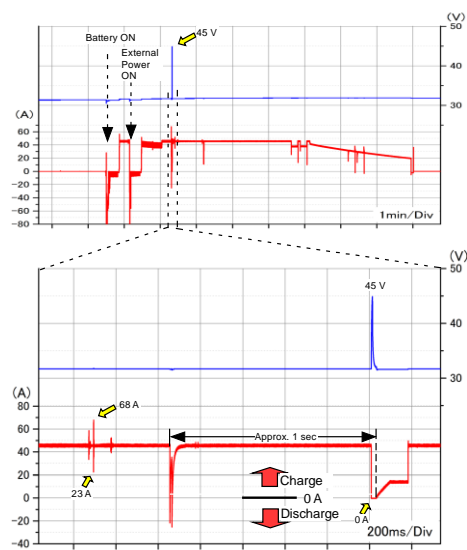 (V)
50
40
30
Battery ON
External
Power
ON
45 V
(A)
60
40
20
0
−20
−40
−60
−80
1min/Div
(V)
50
40
30
45 V
(A)
80
60
40
20
0
−20
−40
68 A
23 A
Approx. 1 sec
Charge
0 A
Discharge
0 A
200ms/Div